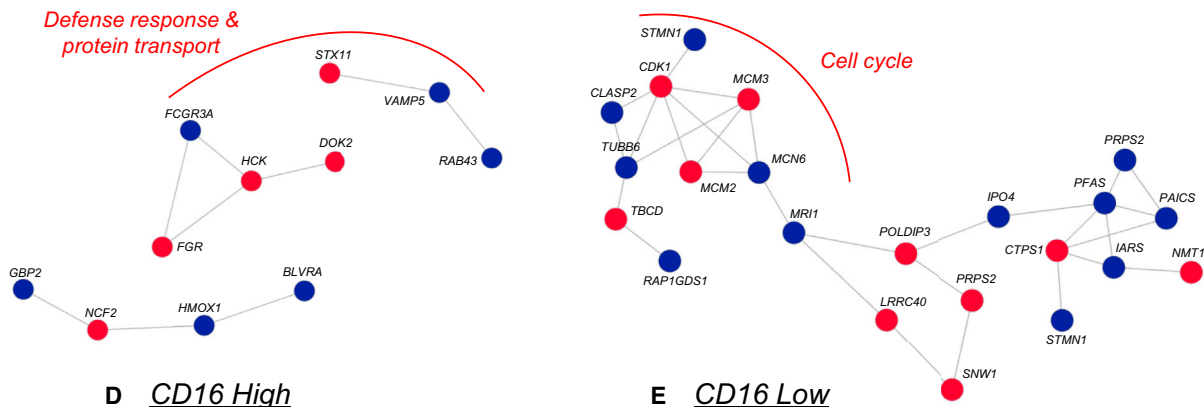 Defense response &
protein transport
STX11
FCGR3A
VAMP5
HCK
DOK2
RAB43
FGR
GBP2
BLVRA
NCF2
HMOX1
D CD16 High
STMN1
Cell cycle
CDK1
MCM3
CLASP2
TUBB6
MCN6
MCM2
TBCD
MRI1
RAP1GDS1
POLDIP3
IPO4
PRPS2
PFAS
PAICS
CTPS1
IARS
NMT1
PRPS2
LRRC40
STMN1
SNW1
E CD16 Low